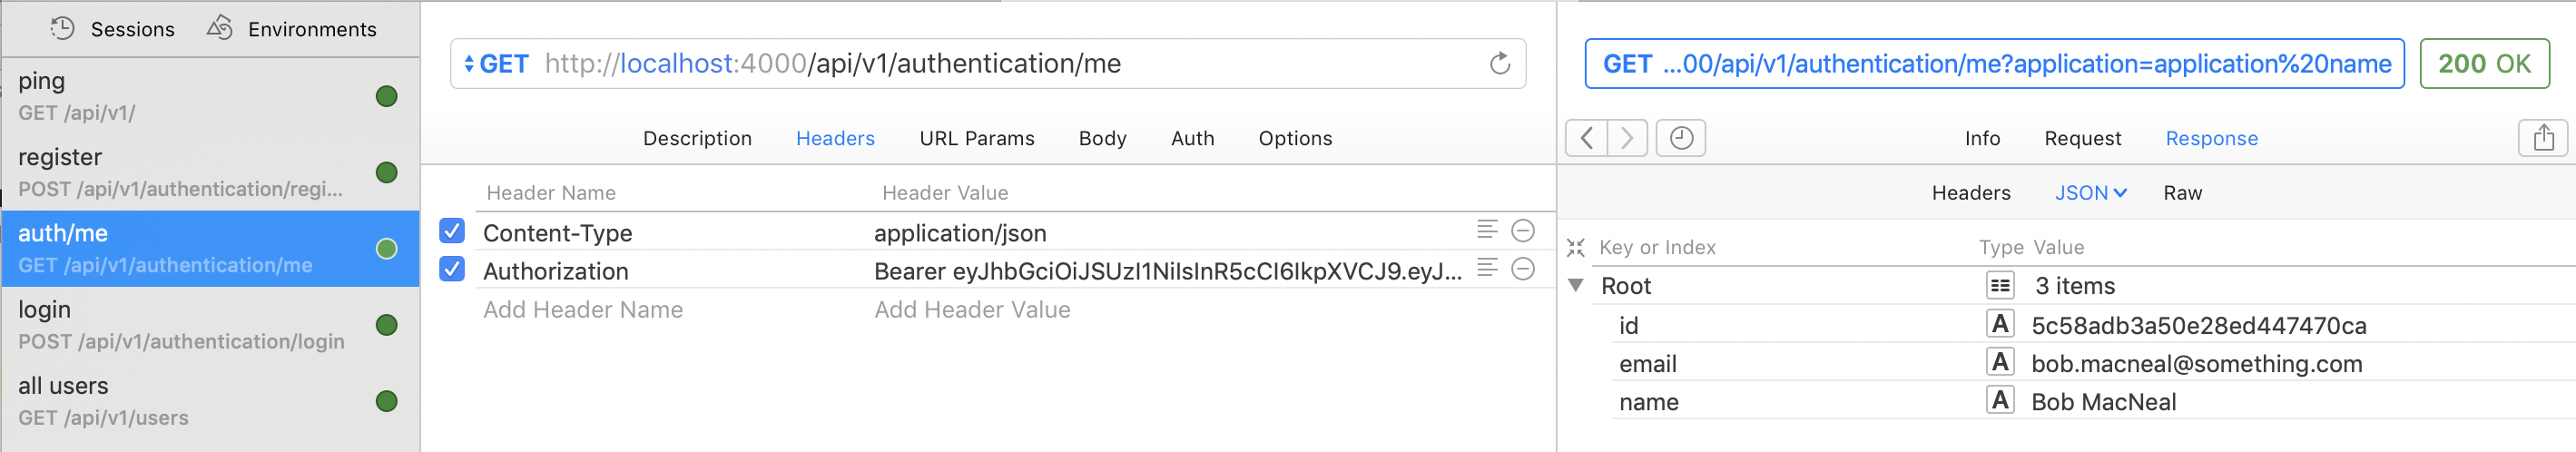 Sessions Environments
ping
GET /api/v1/
register
POST /api/v1/authentication/regi...
auth/me
GET /api/v1/authentication/me
login
POST /api/v1/authentication/login
all users
GET /api/v1/users
GET http://localhost:4000/api/v1/authentication/me
Description Headers URL Params Body Auth Options
Header Name Header Value
Content-Type application/json
Authorization Bearer eyJhbGciOiJSUzI1NiIsInR5cCI6IkpXVCJ9.eyJ...
Add Header Name Add Header Value
GET ...00/api/v1/authentication/me?application=application%20name 200 OK
Info Request Response
Headers JSON Raw
Key or Index Type Value
Root 3 items
id A 5c58adb3a50e28ed447470ca
email A bob.macneal@something.com
name A Bob MacNeal